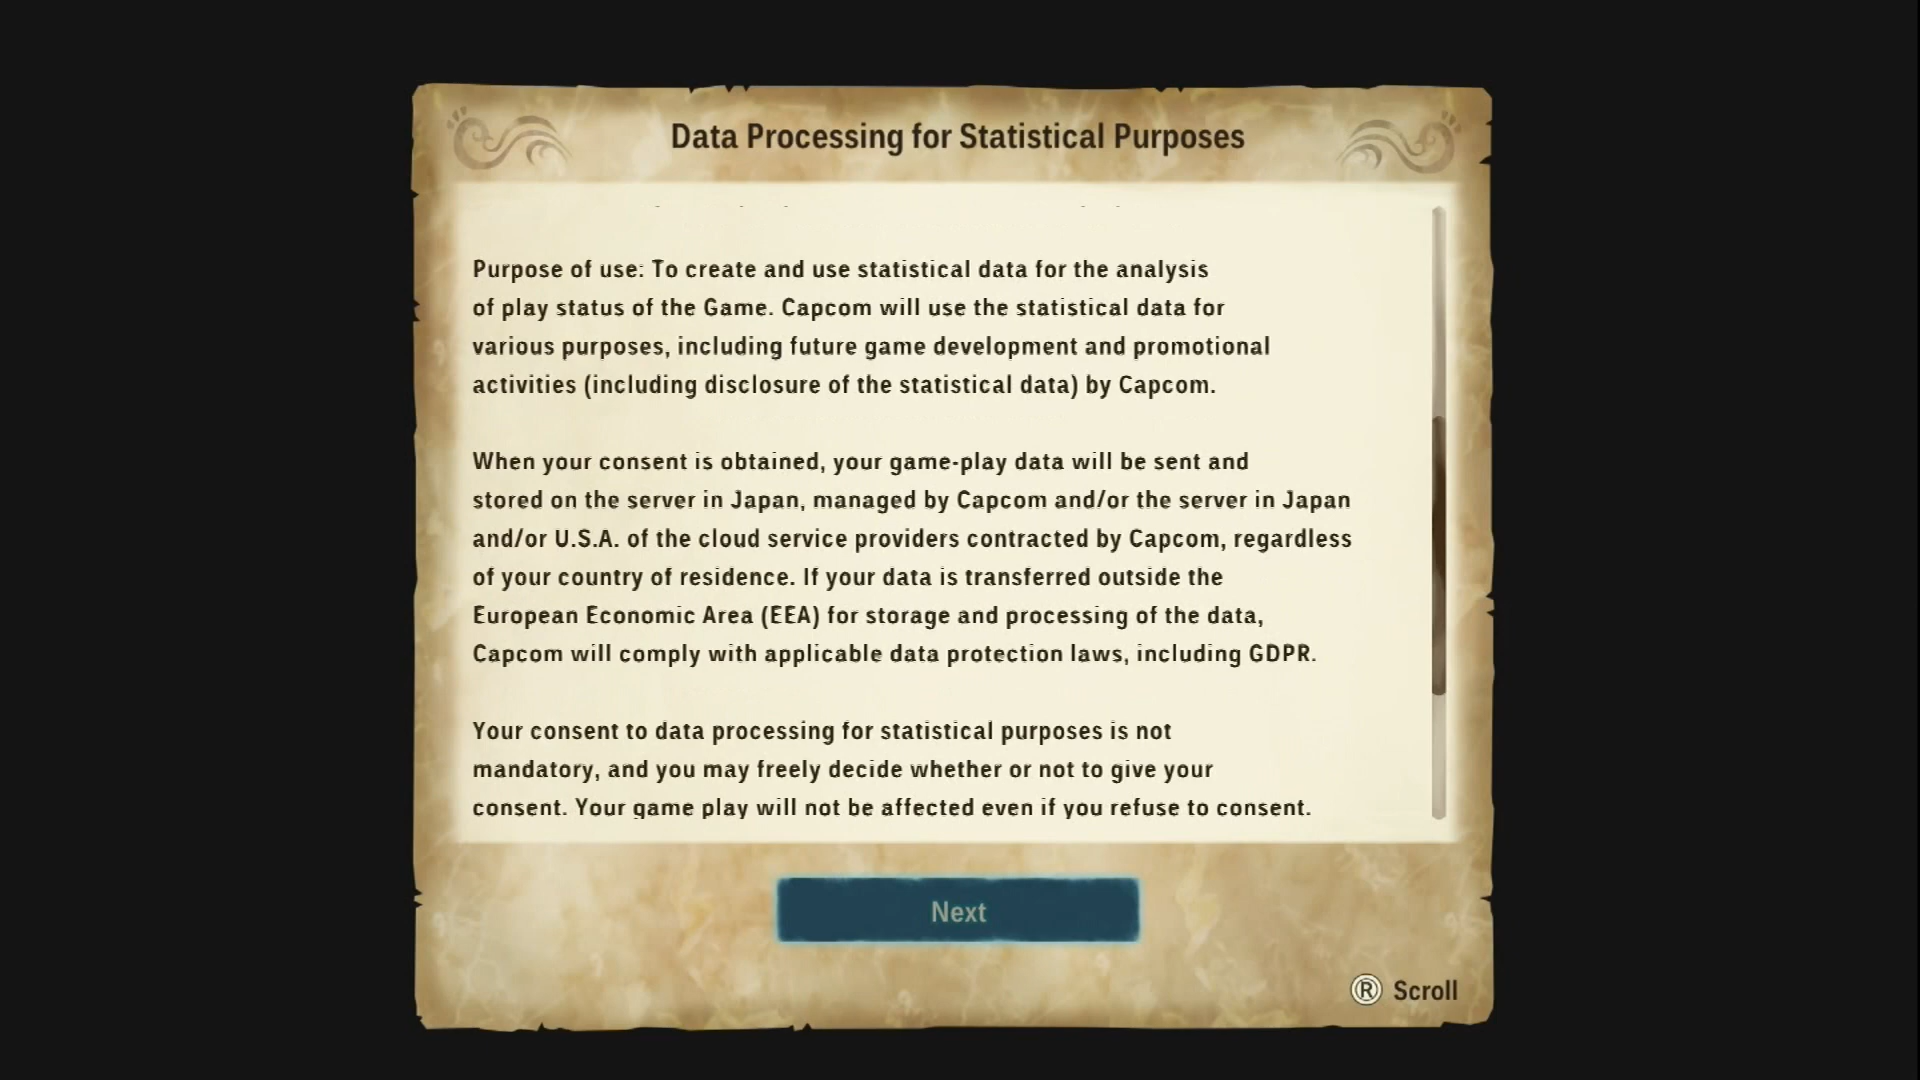 Data Processing for Statistical Purposes
Purpose of use: To create and use statistical data for the analysis
of play status of the Game. Capcom will use the statistical data for
various purposes, including future game development and promotional
activities (including disclosure of the statistical data) by Capcom.
When your consent is obtained, your game-play data will be sent and
stored on the server in Japan, managed by Capcom and/or the server in Japan
and/or U.S.A. of the cloud service providers contracted by Capcom, regardless
of your country of residence. If your data is transferred outside the
European Economic Area (EEA) for storage and processing of the data,
Capcom will comply with applicable data protection laws, including GDPR.
Your consent to data processing for statistical purposes is not
mandatory, and you may freely decide whether or not to give your
consent. Your game play will not be affected even if you refuse to consent.
Next
R Scroll